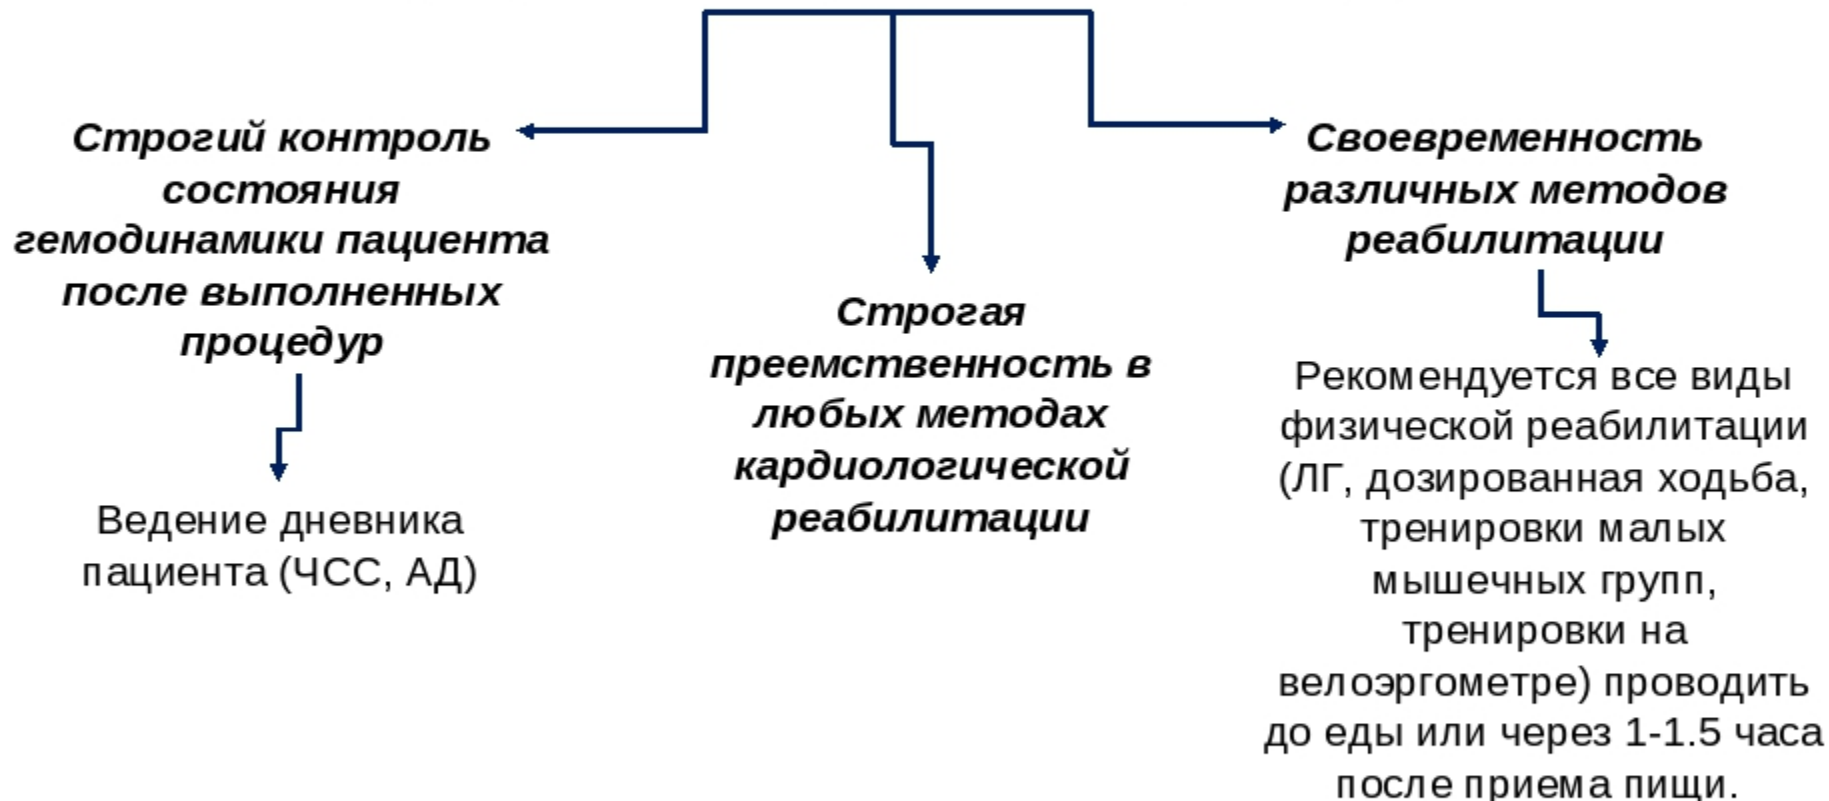 Строгий контроль
состояния
гемодинамики пациента
после выполненных
процедур
Ведение дневника
пациента (ЧСС, АД)
Строгая
преемственность в
любых методах
кардиологической
реабилитации
Своевременность
различных методов
реабилитации
Рекомендуется все виды
физической реабилитации
(ЛГ, дозированная ходьба,
тренировки малых
мышечных групп,
тренировки на
велоэргометре) проводить
до еды или через 1-1.5 часа
после приема пищи.